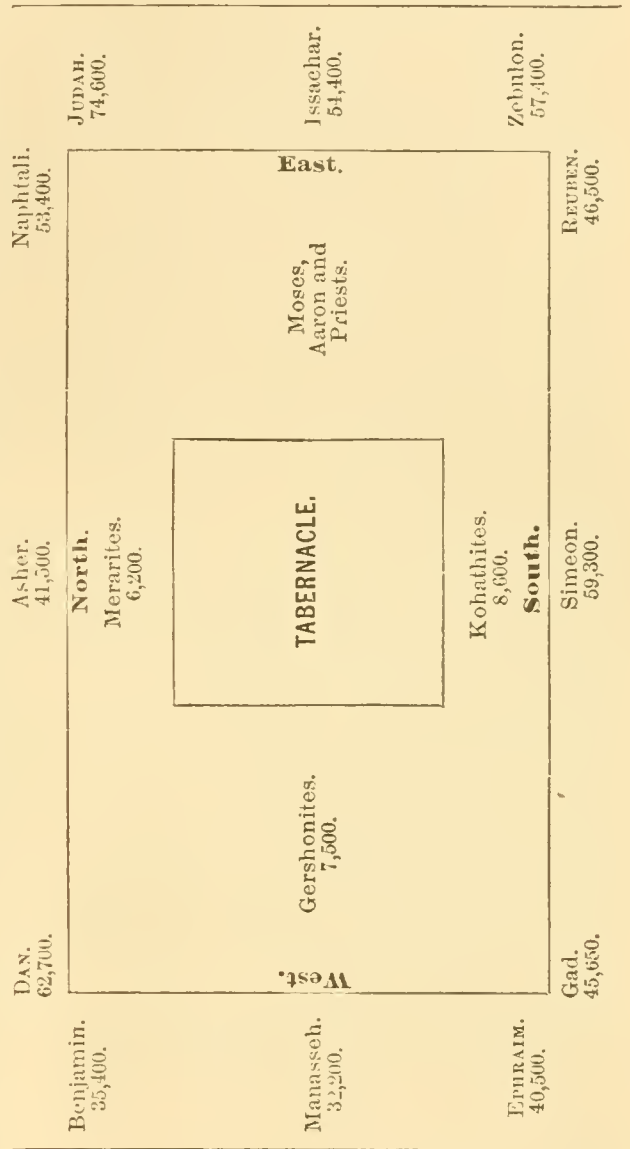 DAN.
62,700.
Asher.
41,500.
Naphtali.
53,400.
Benjamin.
35,400.
North.
Merarites.
6,200.
JUDAH.
74,600.
Manasseh.
32,200.
West.
Gershonites.
7,500.
TABERNACLE.
Moses,
Aaron and
Priests.
East.
Issachar.
54,400.
EPHRAIM.
40,500.
Kohathites.
8,600.
South.
Zebulon.
57,400.
Gad.
45,650.
Simeon.
59,300.
REUBEN.
46,500.